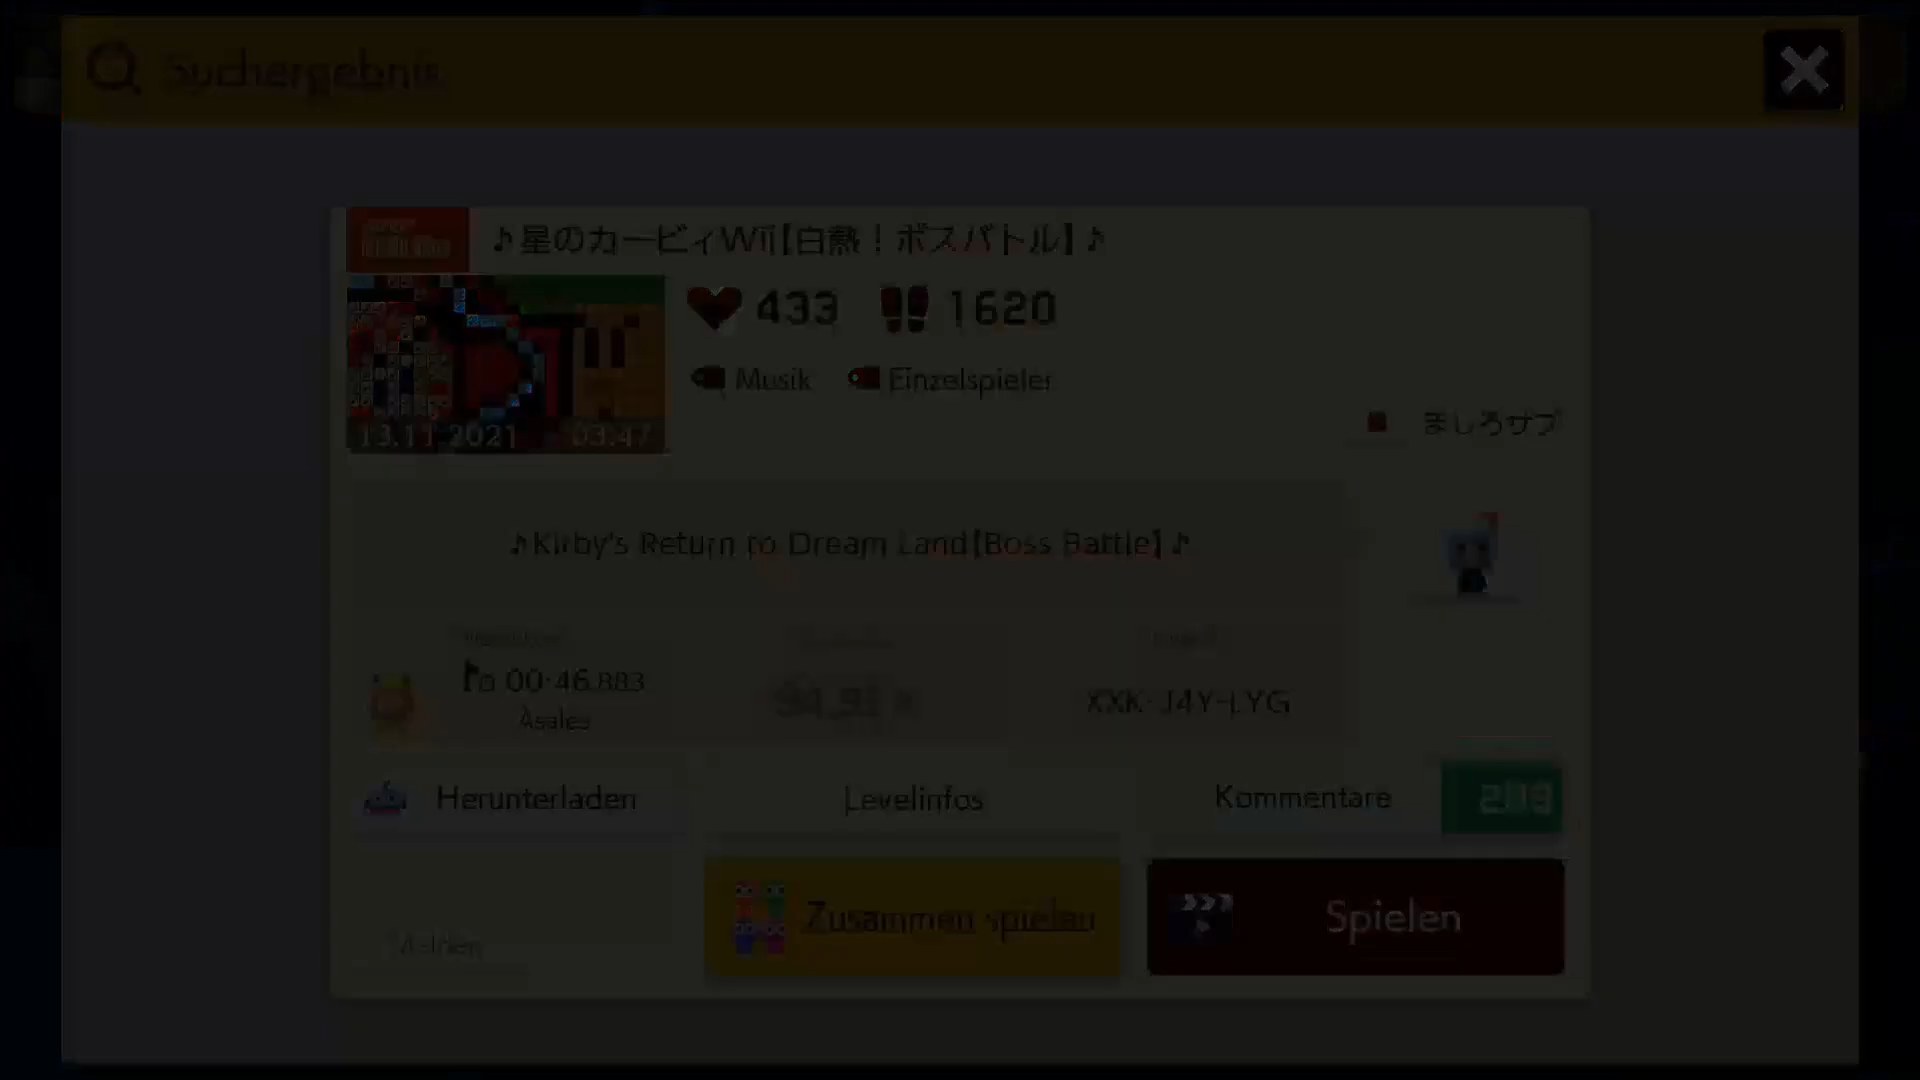 Suchergebnis
♪星のカービィWii【白熱！ボスバトル】♪
433 1620
Musik Einzelspieler
13.11.2021 03:47
ましろサブ
♪Kirby's Return to Dream Land【Boss Battle】♪
00:46.883
XXK-J4Y-LYG
Herunterladen Levelinfos Kommentare
Melden Zusammen spielen Spielen